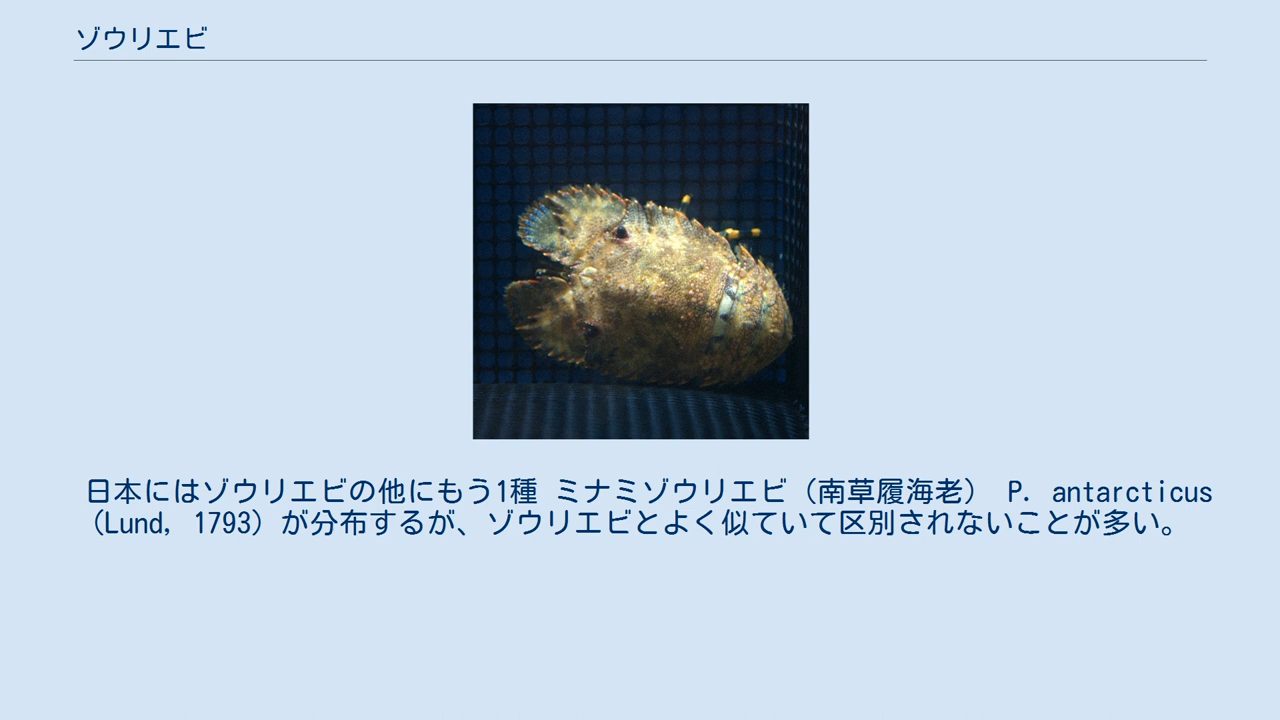 ゾウリエビ
日本にはゾウリエビの他にもう1種 ミナミゾウリエビ（南草履海老） P. antarcticus
（Lund, 1793）が分布するが、ゾウリエビとよく似ていて区別されないことが多い。